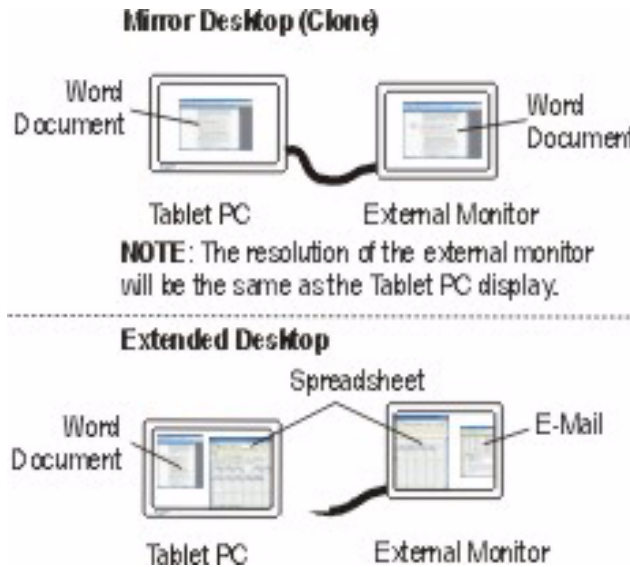 Mirror Desktop (Clone)
Word
Document
Word
Document
Tablet PC
External Monitor
NOTE: The resolution of the external monitor
will be the same as the Tablet PC display.
Extended Desktop
Spreadsheet
Word
Document
E-Mail
Tablet PC
External Monitor